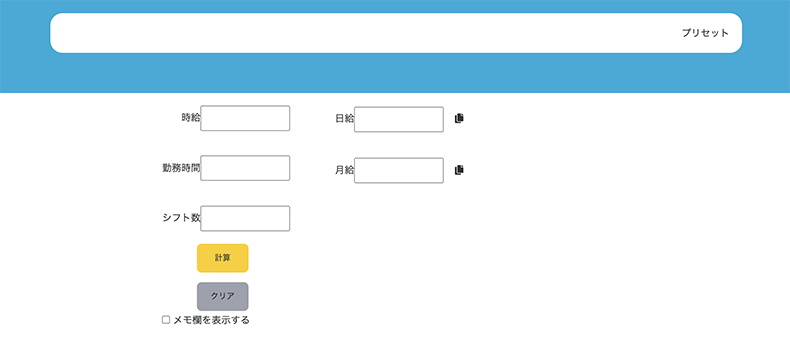 プリセット
時給
日給
勤務時間
月給
シフト数
計算
クリア
メモ欄を表示する